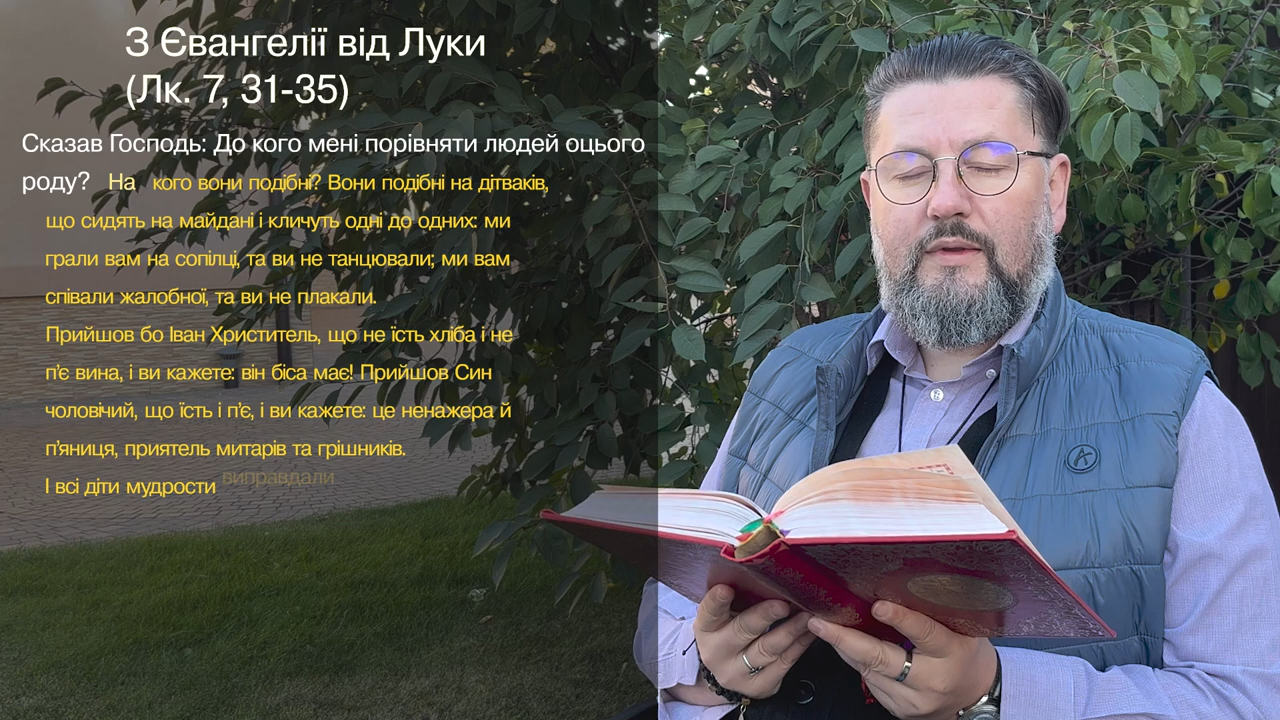 З Євангелії від Луки
(Лк. 7, 31-35)
Сказав Господь: До кого мені порівняти людей оцього
роду? На кого вони подібні? Вони подібні на дітваків,
що сидять на майдані і кличуть одні до одних: ми
грали вам на сопілці, та ви не танцювали; ми вам
співали жалобної, та ви не плакали.
Прийшов бо Іван Христитель, що не їсть хліба і не
п’є вина, і ви кажете: він біса має! Прийшов Син
чоловічий, що їсть і п’є, і ви кажете: це ненажера й
п’яниця, приятель митарів та грішників.
І всі діти мудрости виправдали